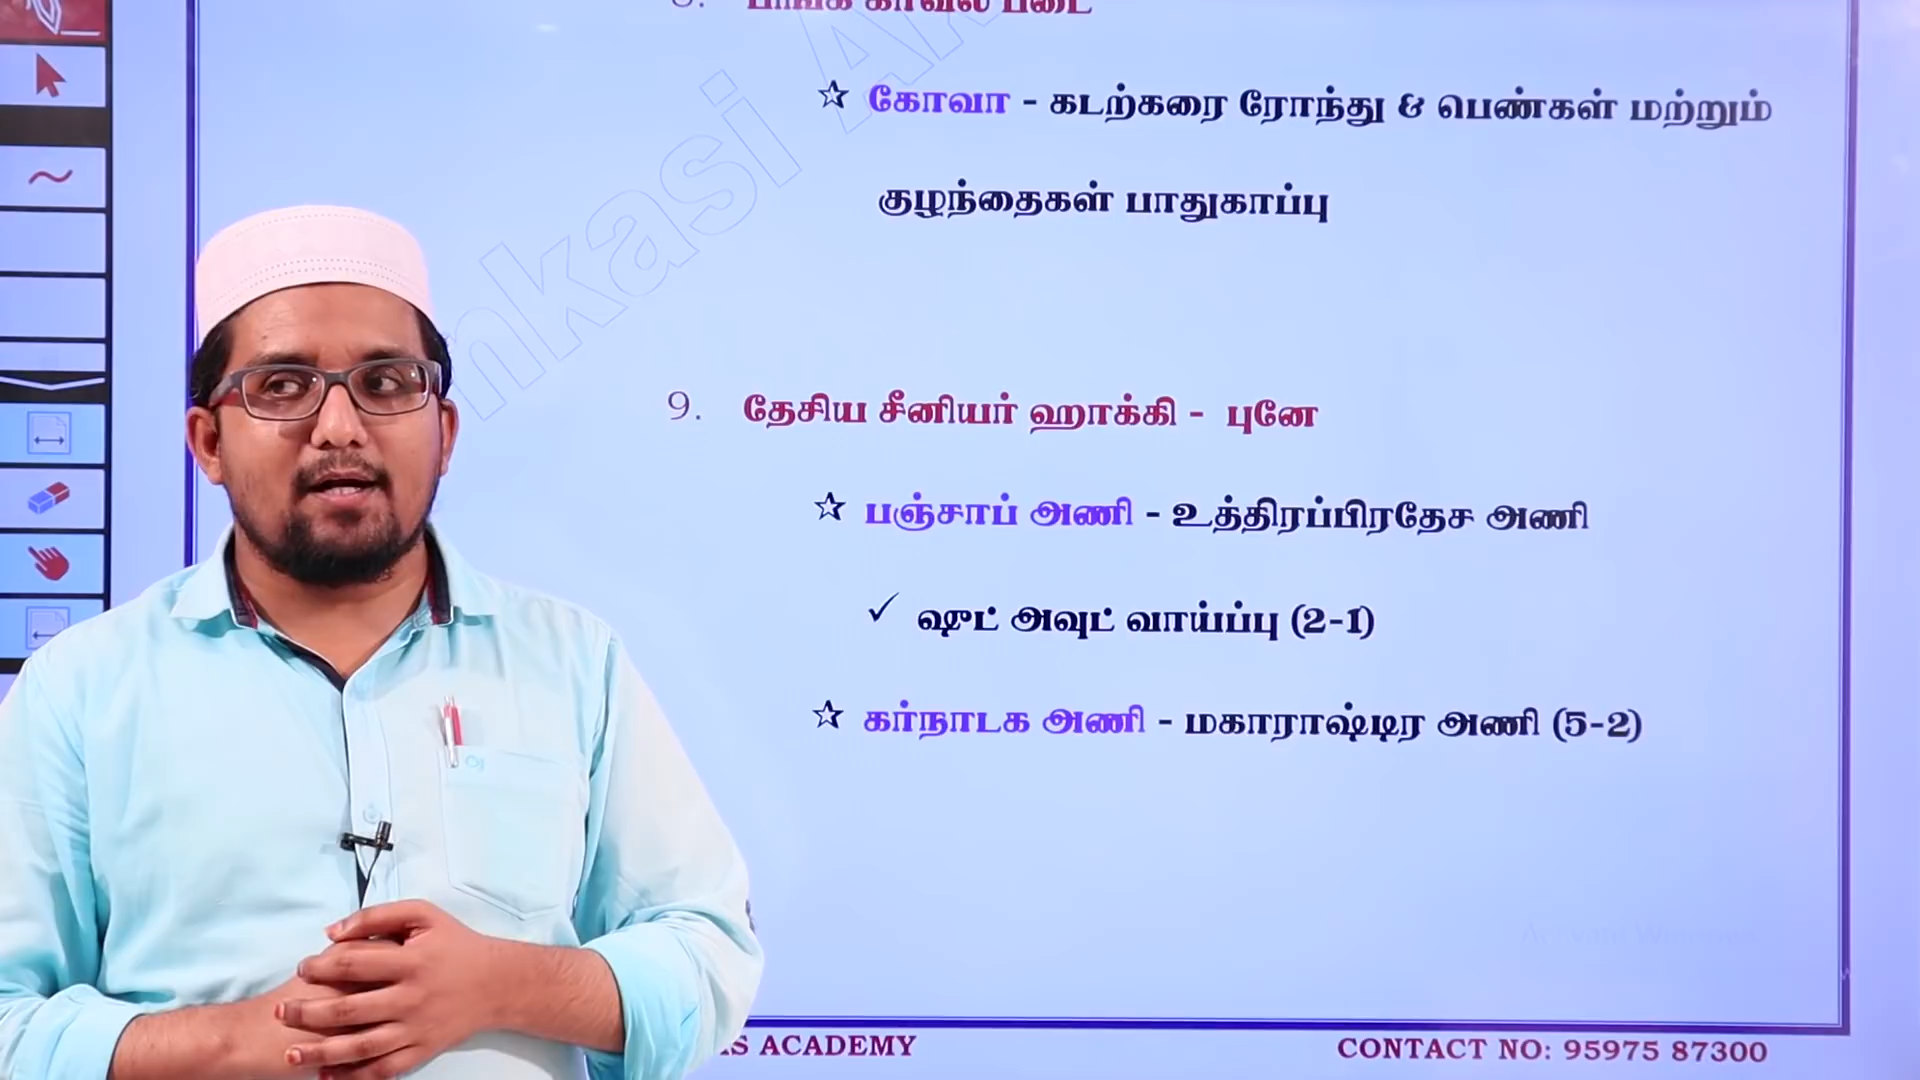 ☆ கோவா - கடற்கரை ரோந்து & பெண்கள் மற்றும்
குழந்தைகள் பாதுகாப்பு
9. தேசிய சீனியர் ஹாக்கி - புனே
☆ பஞ்சாப் அணி - உத்திரப்பிரதேச அணி
✓ ஷுட் அவுட் வாய்ப்பு (2-1)
☆ கர்நாடக அணி - மகாராஷ்டிர அணி (5-2)
ACADEMY
CONTACT NO: 95975 87300